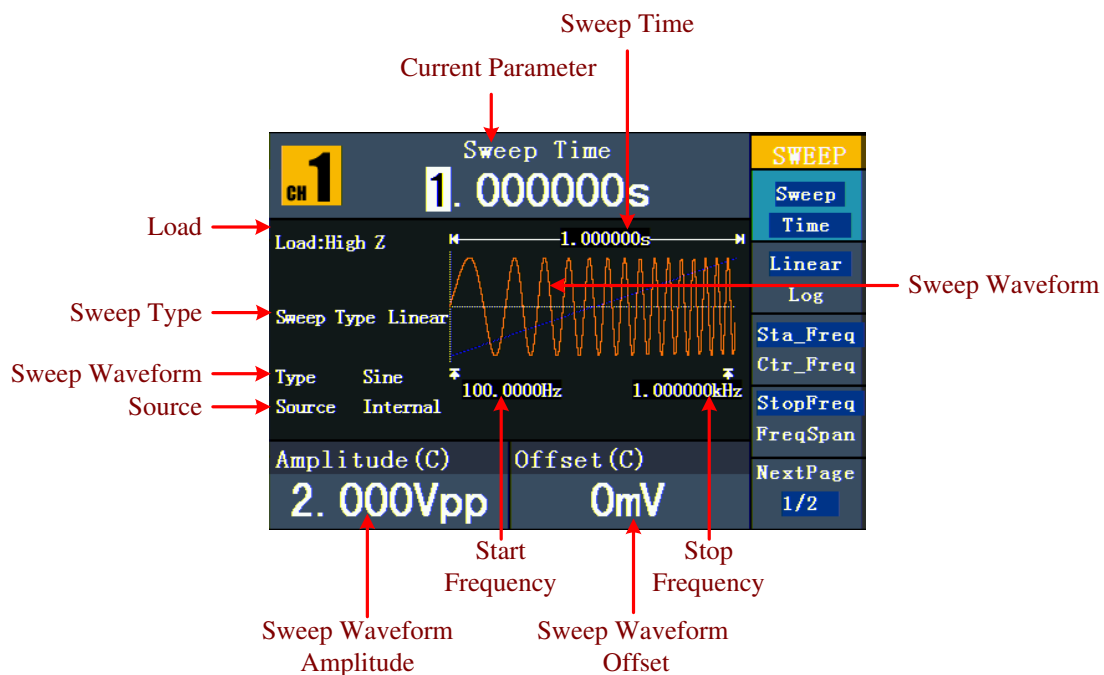 Sweep Time
Current Parameter
CH 1
Sweep Time
1.000000s
SWEEP
Sweep
Time
Load
Load:High Z
1.000000s
Linear
Log
Sweep Waveform
Sweep Type
Sweep Type Linear
Sta_Freq
Ctr_Freq
Sweep Waveform
Type Sine
100.0000Hz
1.000000kHz
Source
Source Internal
StopFreq
FreqSpan
Amplitude(C)
Offset(C)
2.000Vpp
0mV
NextPage
1/2
Start
Frequency
Stop
Frequency
Sweep Waveform
Amplitude
Sweep Waveform
Offset